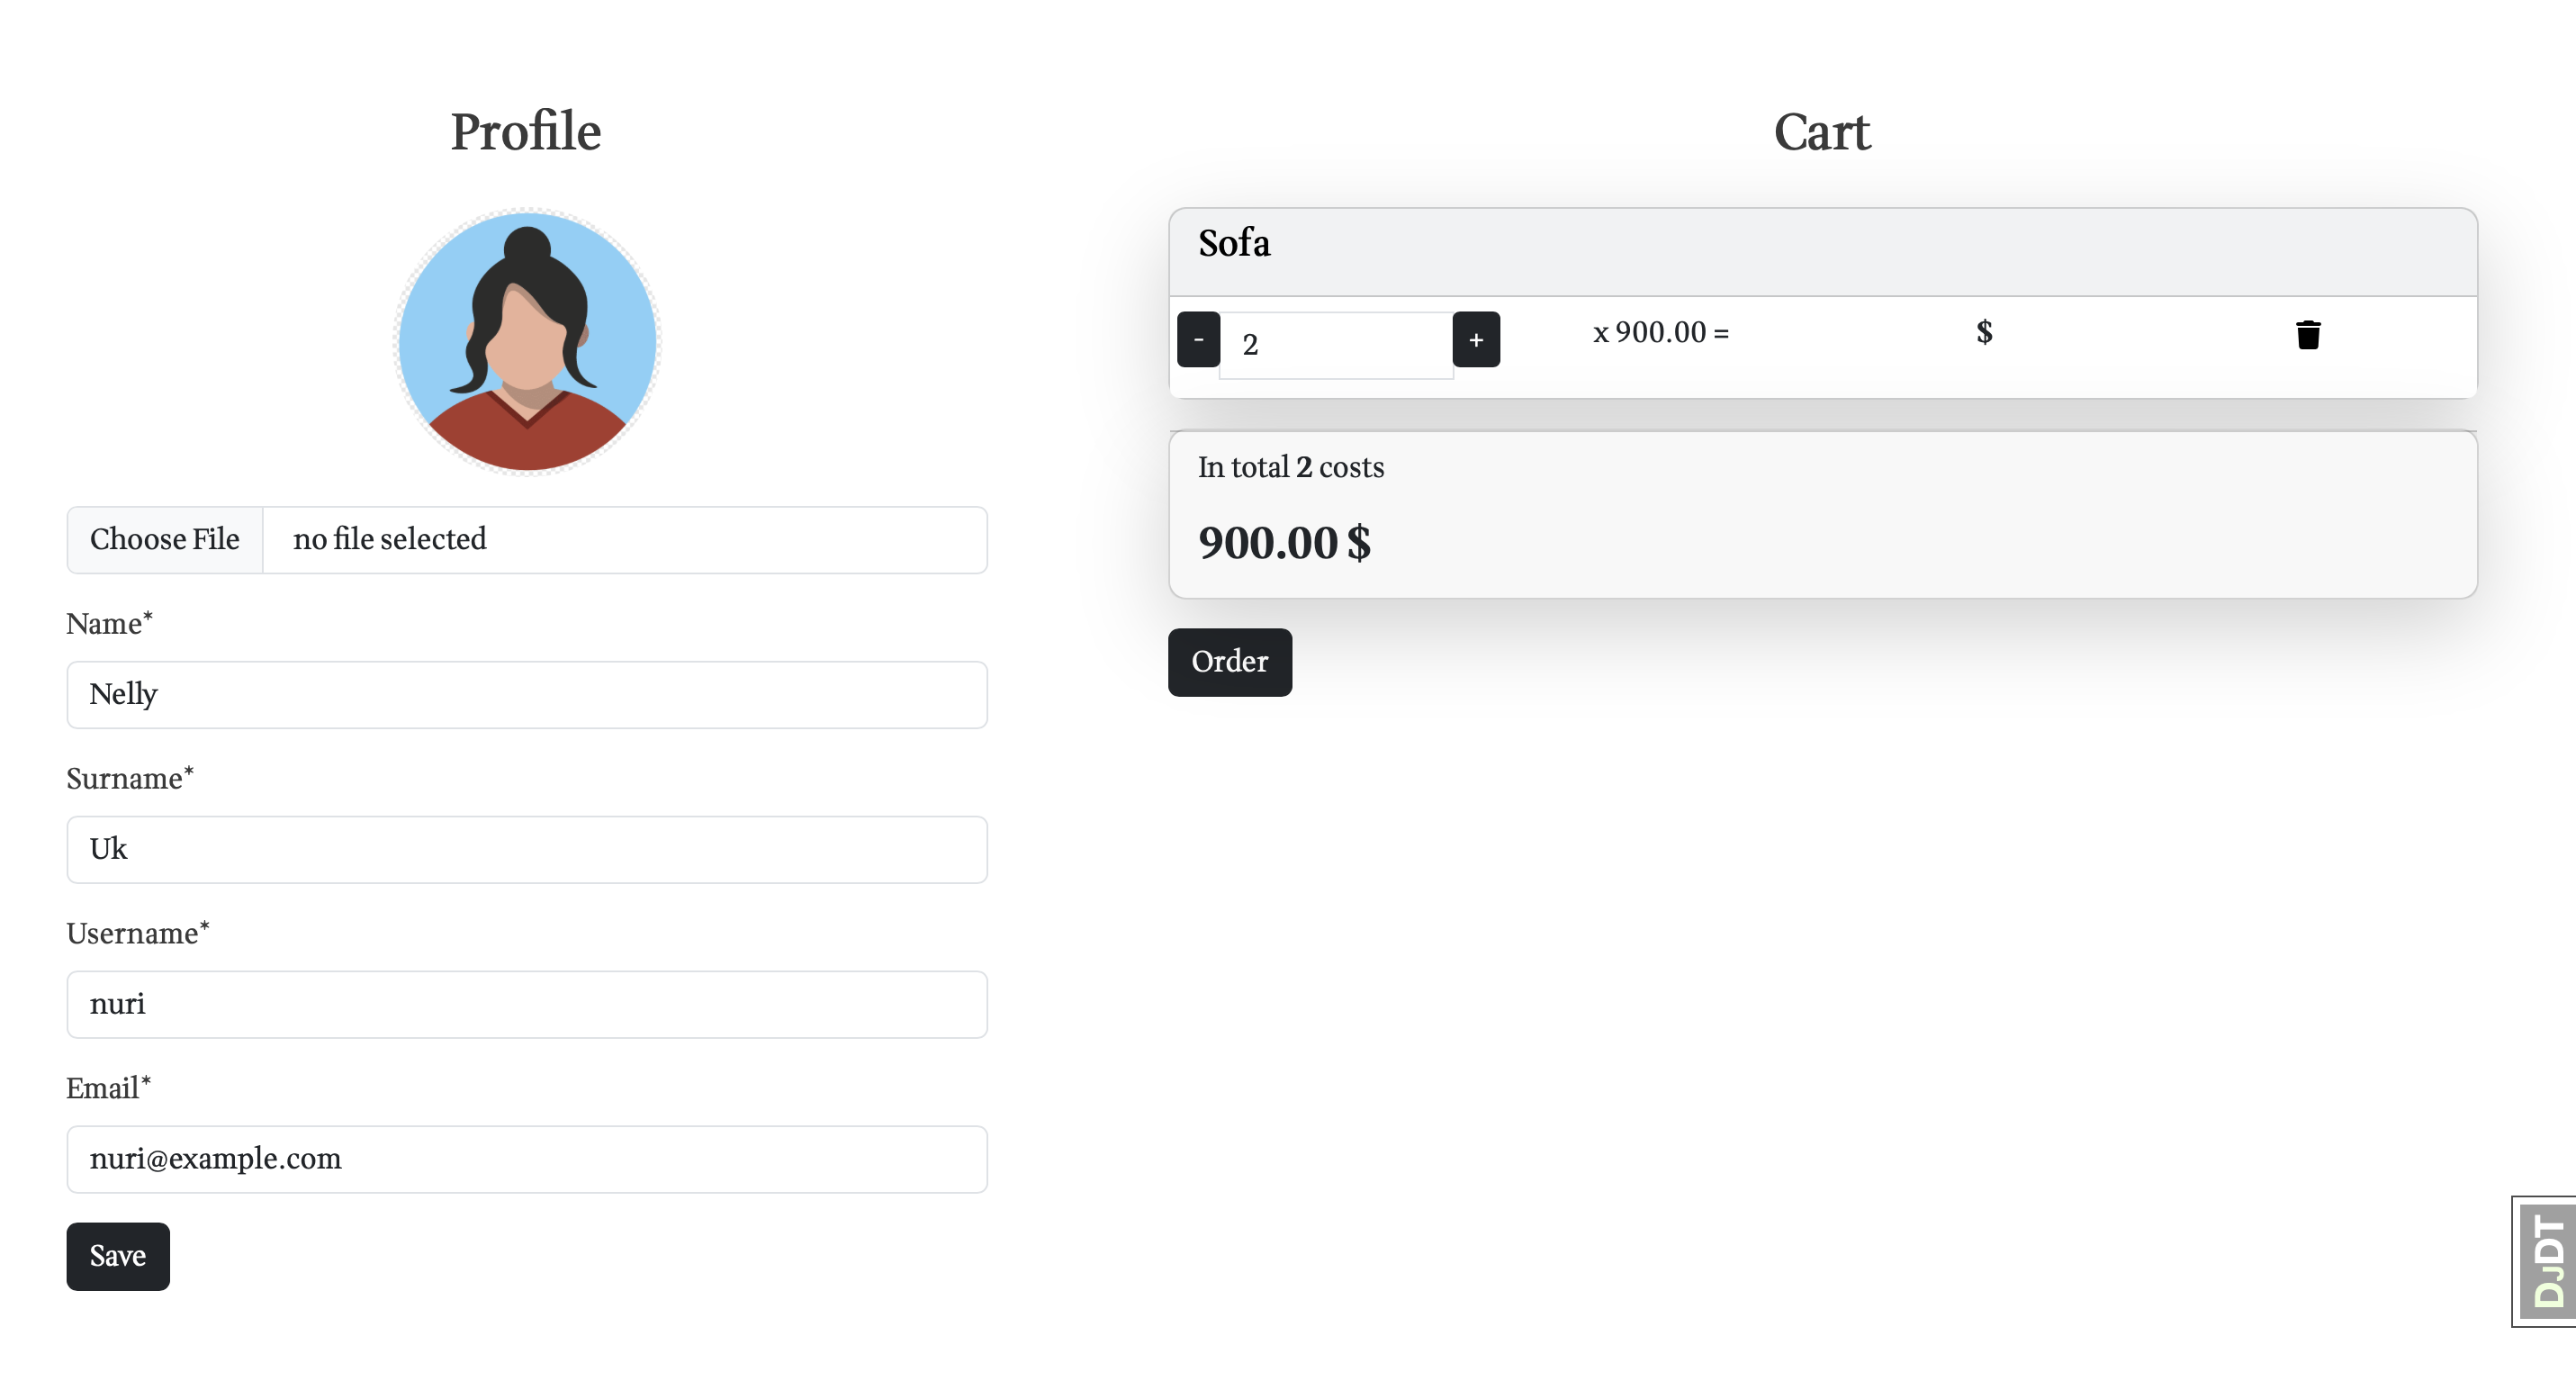 Profile
Choose File no file selected
Name*
Nelly
Surname*
Uk
Username*
nuri
Email*
nuri@example.com
Save
Cart
Sofa
- 2 + x 900.00 = $
In total 2 costs
900.00 $
Order
DjDT